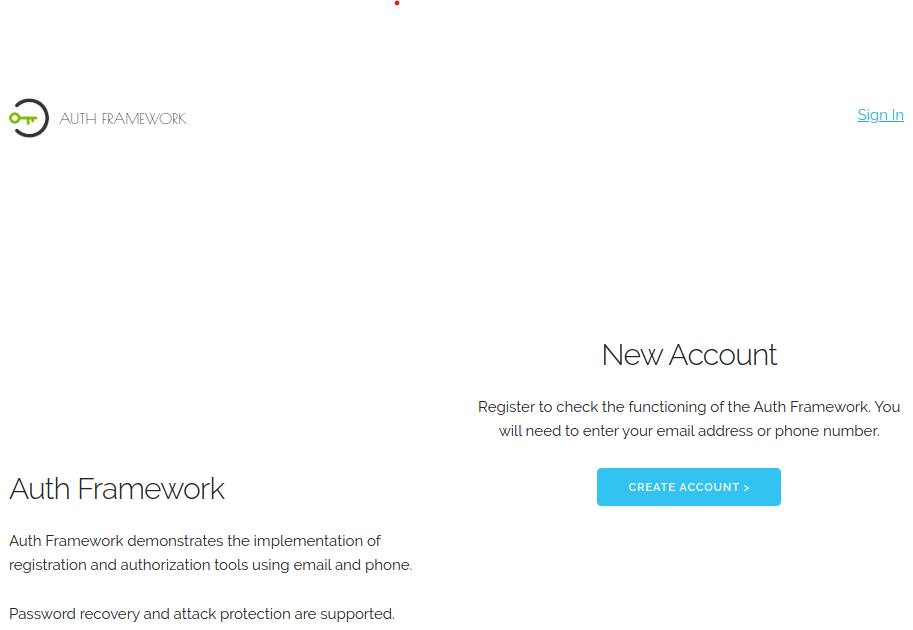 AUTH FRAMEWORK
Sign In
New Account
Register to check the functioning of the Auth Framework. You
will need to enter your email address or phone number.
CREATE ACCOUNT >
Auth Framework
Auth Framework demonstrates the implementation of
registration and authorization tools using email and phone.
Password recovery and attack protection are supported.